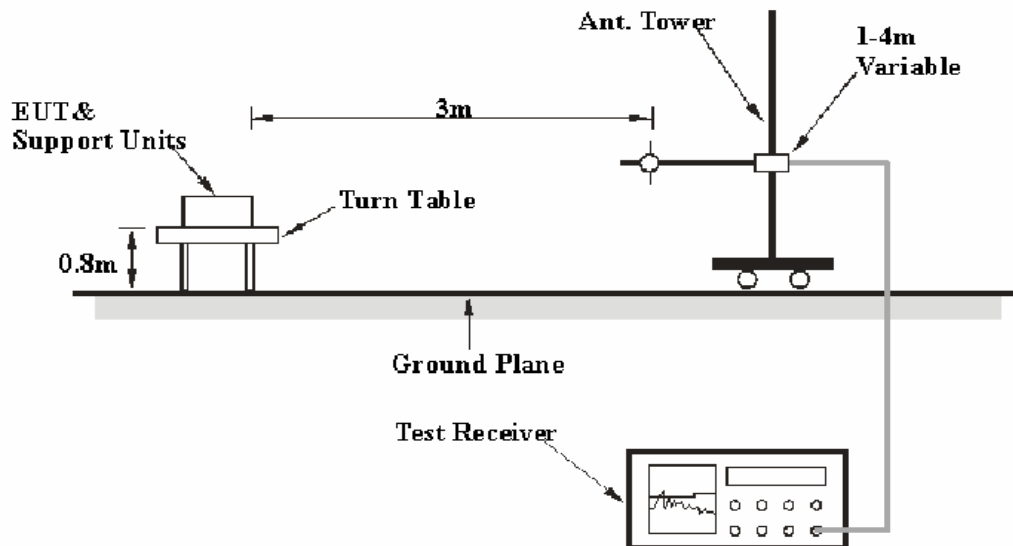 Ant. Tower
1-4m
Variable
3m
EUT&
Support Units
Turn Table
0.8m
Ground Plane
Test Receiver